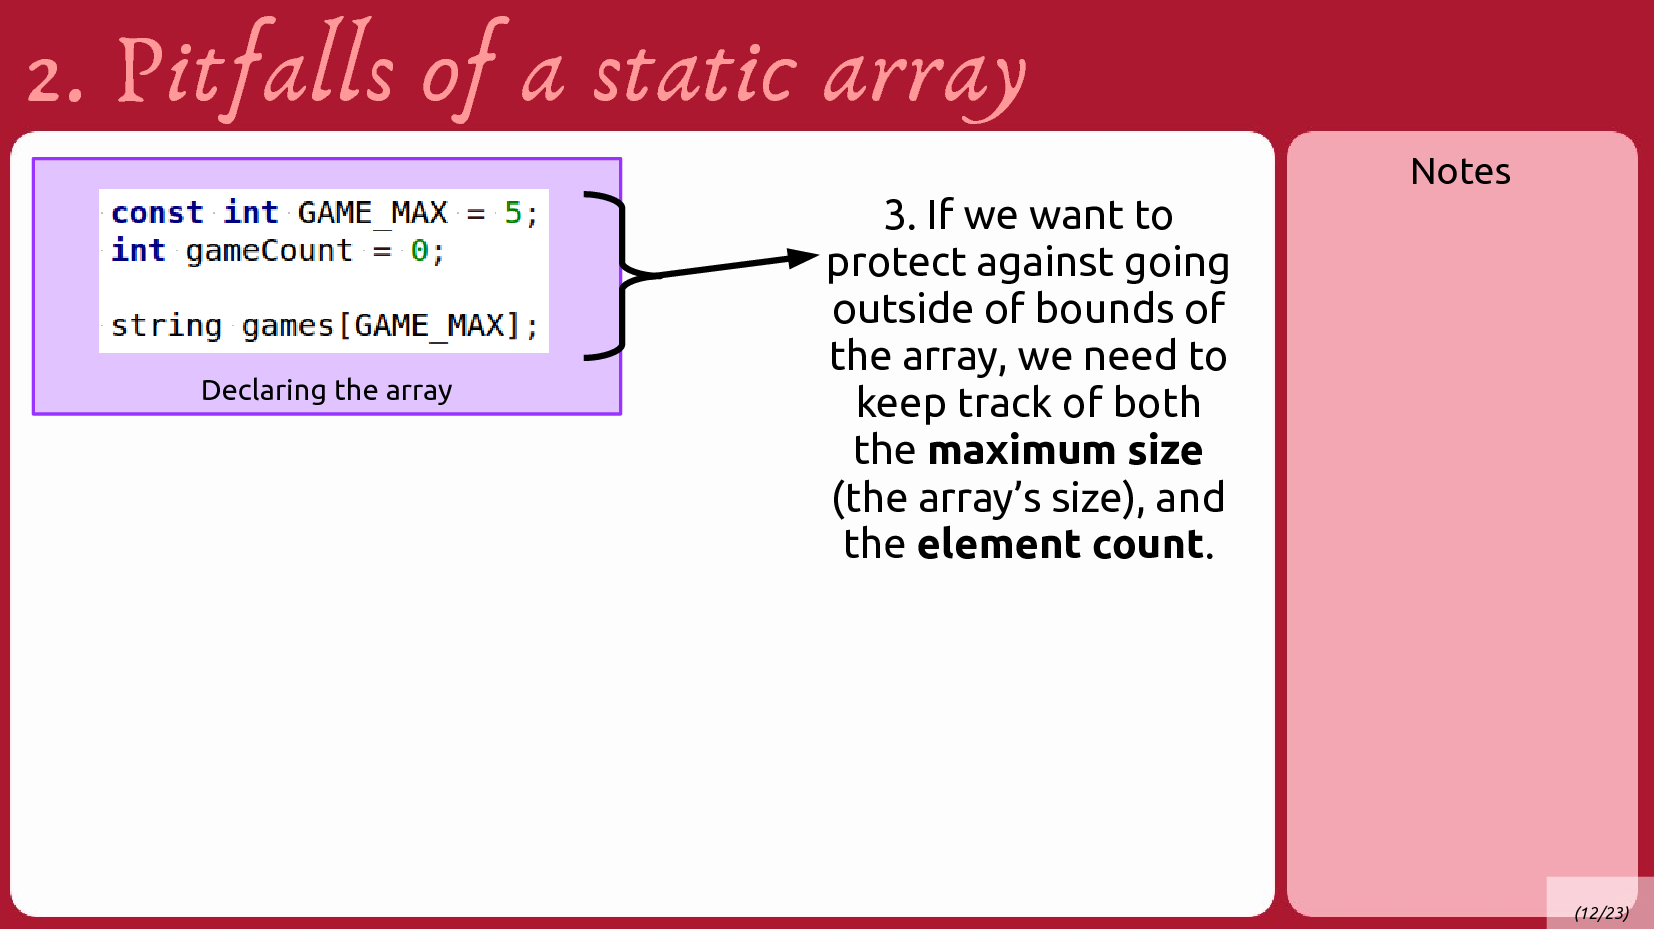 2. Pitfalls of a static array
const int GAME_MAX = 5;
int gameCount = 0;
string games[GAME_MAX];
Declaring the array
3. If we want to
protect against going
outside of bounds of
the array, we need to
keep track of both
the maximum size
(the array’s size), and
the element count.
Notes
(12/23)